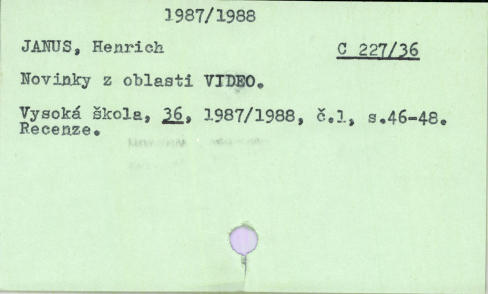 1987/1988
JANUS, Henrich C 227/36
Novinky z oblasti VIDEO.
Vysoká škola, 36, 1987/1988, č.1, s.46-48.
Recenze.